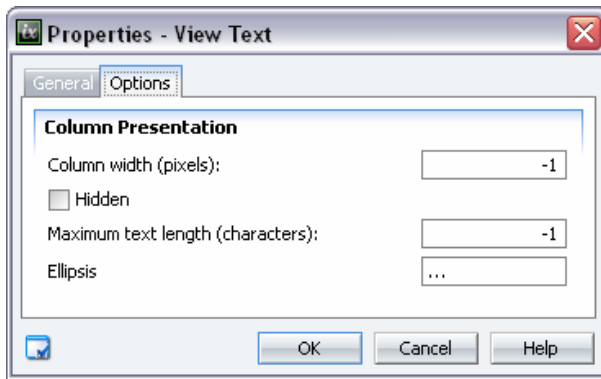 ix Properties - View Text
General Options
Column Presentation
Column width (pixels): -1
Hidden
Maximum text length (characters): -1
Ellipsis ...
OK Cancel Help